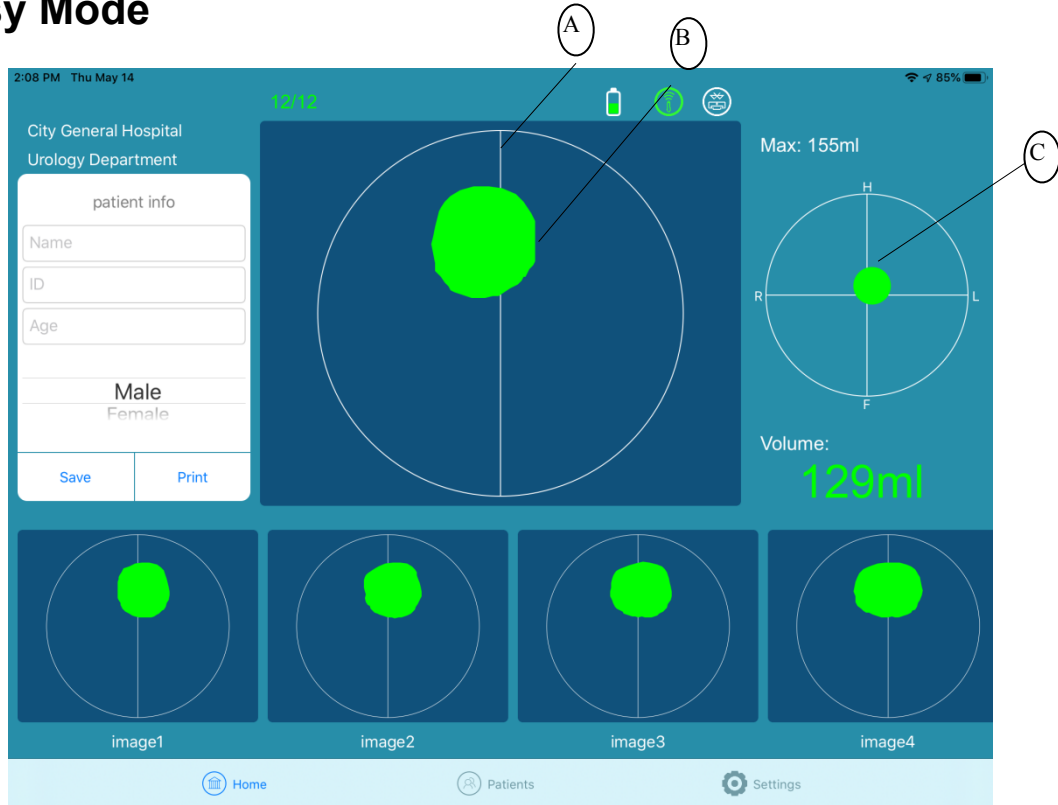 y Mode
A
B
2:08 PM Thu May 14
85%
12/12
City General Hospital
Urology Department
patient info
Name
ID
Age
Male
Female
Save
Print
Max: 155ml
C
H
R
L
F
Volume:
129ml
image1
image2
image3
image4
Home
Patients
Settings